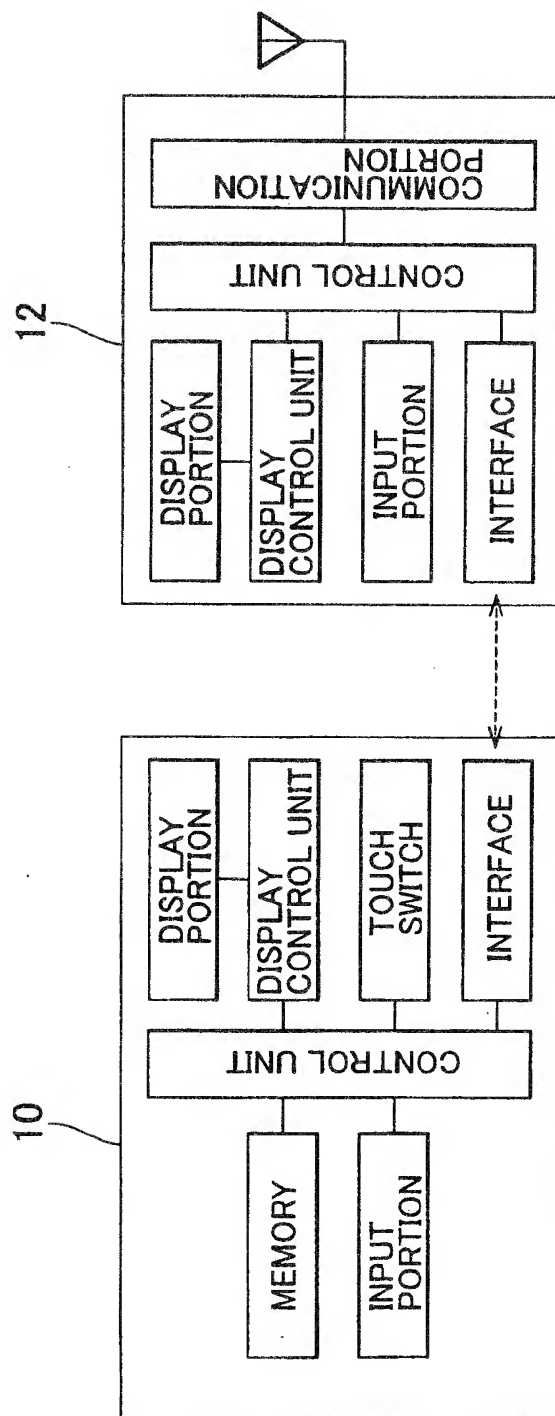 10
MEMORY
INPUT
PORTION
CONTROL UNIT
DISPLAY
PORTION
DISPLAY
CONTROL UNIT
TOUCH
SWITCH
INTERFACE
12
DISPLAY
PORTION
DISPLAY
CONTROL UNIT
INPUT
PORTION
INTERFACE
CONTROL UNIT
COMMUNICATION
PORTION